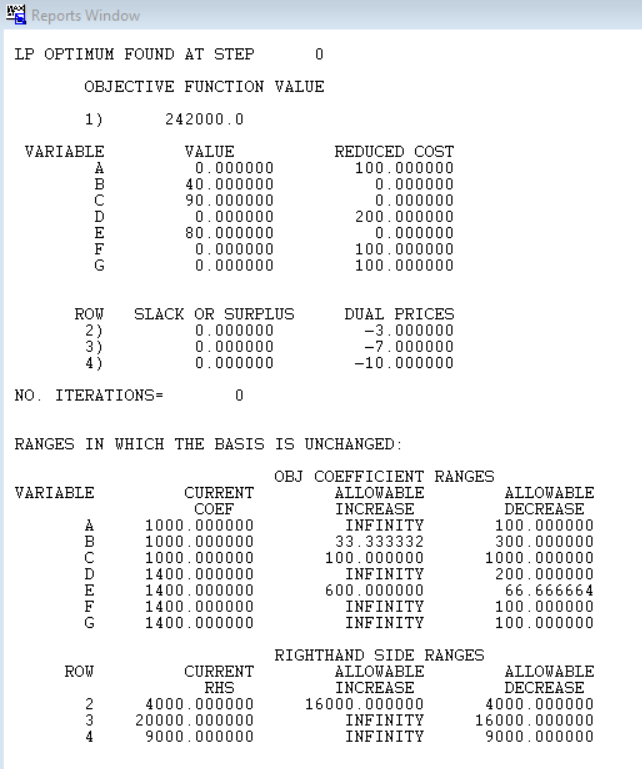 Reports Window
LP OPTIMUM FOUND AT STEP 0
OBJECTIVE FUNCTION VALUE
1) 242000.0
VARIABLE VALUE REDUCED COST
A 0.000000 100.000000
B 40.000000 0.000000
C 90.000000 0.000000
D 0.000000 200.000000
E 80.000000 0.000000
F 0.000000 100.000000
G 0.000000 100.000000
ROW SLACK OR SURPLUS DUAL PRICES
2) 0.000000 -3.000000
3) 0.000000 -7.000000
4) 0.000000 -10.000000
NO. ITERATIONS= 0
RANGES IN WHICH THE BASIS IS UNCHANGED:
OBJ COEFFICIENT RANGES
VARIABLE CURRENT ALLOWABLE ALLOWABLE
COEF INCREASE DECREASE
A 1000.000000 INFINITY 100.000000
B 1000.000000 33.333332 300.000000
C 1000.000000 100.000000 1000.000000
D 1400.000000 INFINITY 200.000000
E 1400.000000 600.000000 66.666664
F 1400.000000 INFINITY 100.000000
G 1400.000000 INFINITY 100.000000
RIGHTHAND SIDE RANGES
ROW CURRENT ALLOWABLE ALLOWABLE
RHS INCREASE DECREASE
2 4000.000000 16000.000000 4000.000000
3 20000.000000 INFINITY 16000.000000
4 9000.000000 INFINITY 9000.000000